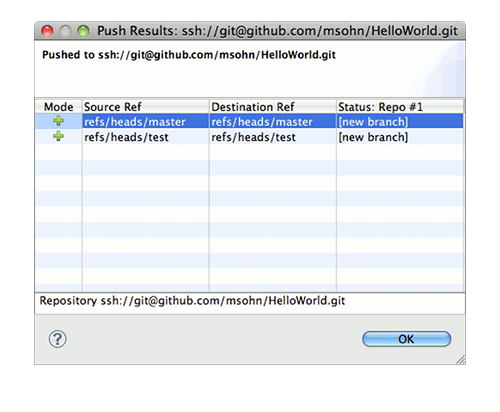 Push Results: ssh://git@github.com/msohn/HelloWorld.git
Pushed to ssh://git@github.com/msohn/HelloWorld.git
Mode Source Ref Destination Ref Status: Repo #1
refs/heads/master refs/heads/master [new branch]
refs/heads/test refs/heads/test [new branch]
Repository ssh://git@github.com/msohn/HelloWorld.git
? OK